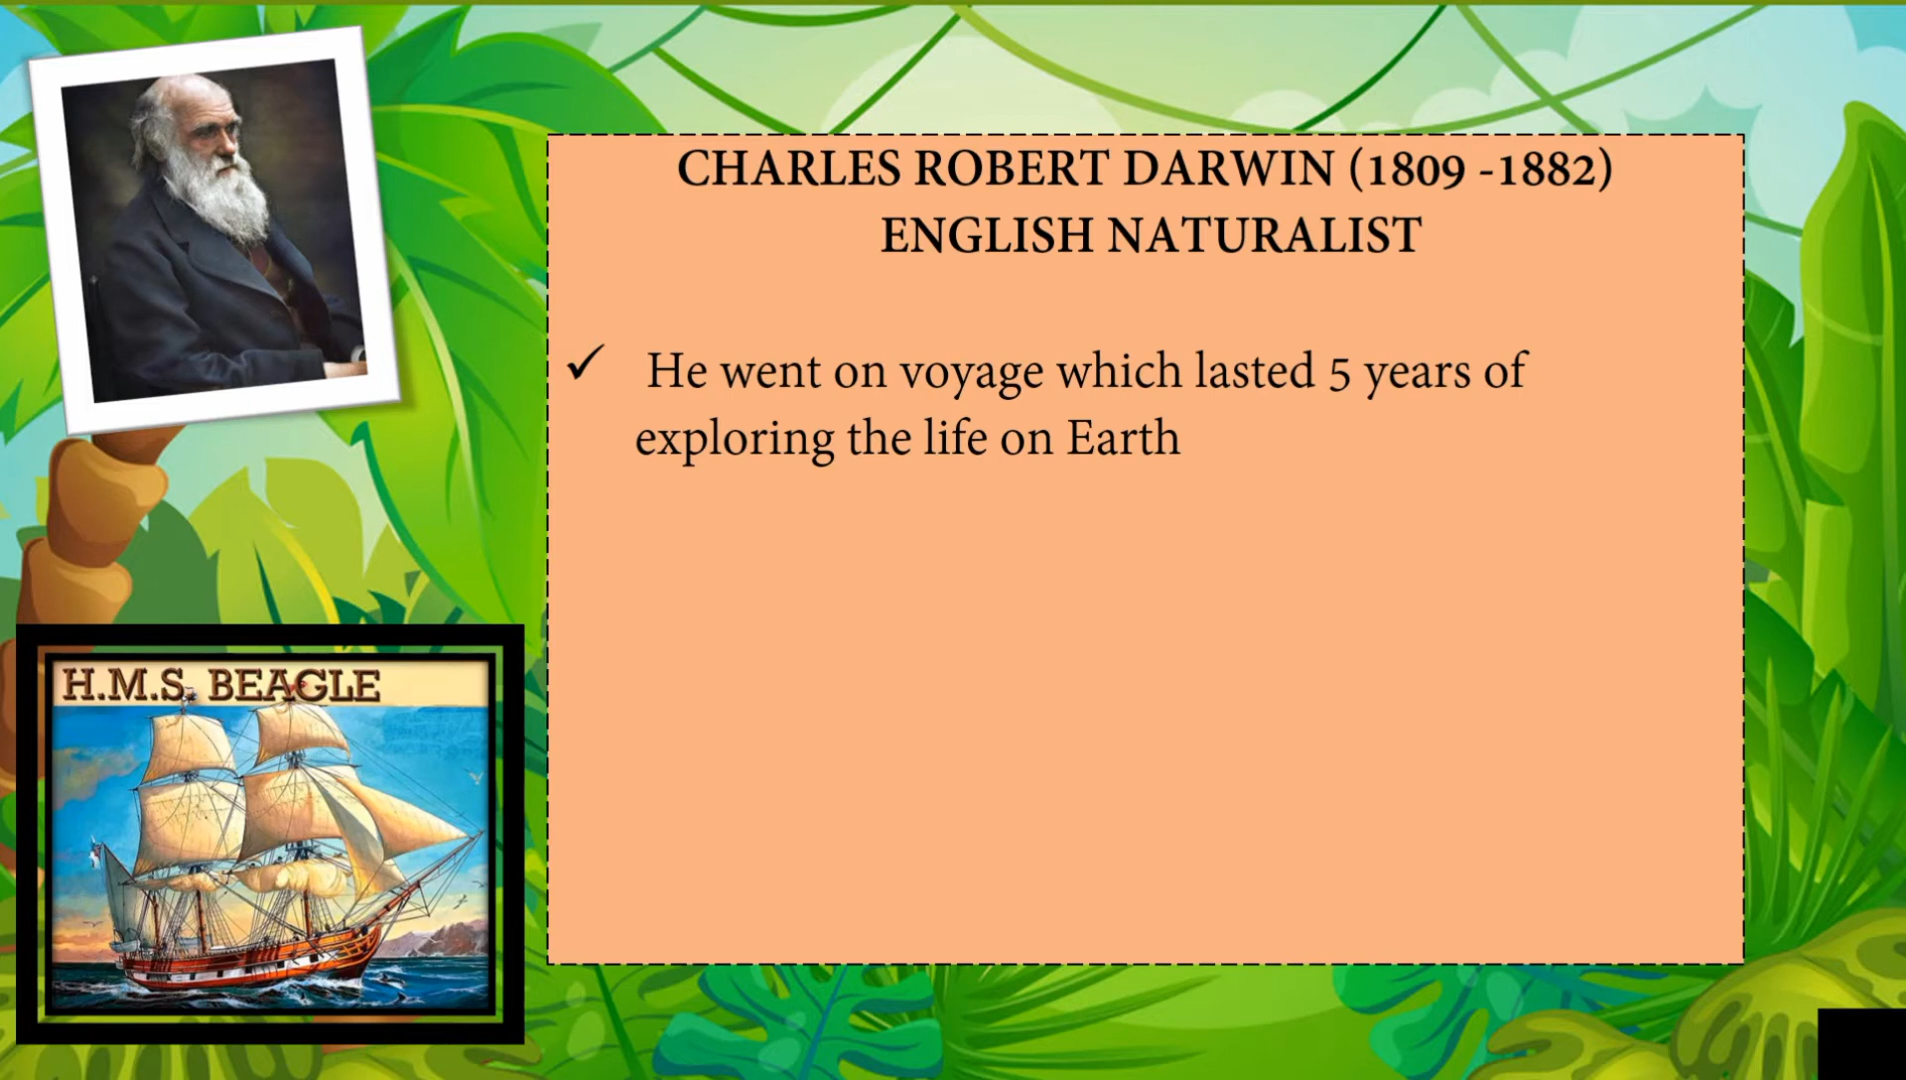 CHARLES ROBERT DARWIN (1809 -1882)
ENGLISH NATURALIST
✓ He went on voyage which lasted 5 years of
exploring the life on Earth
H.M.S. BEAGLE